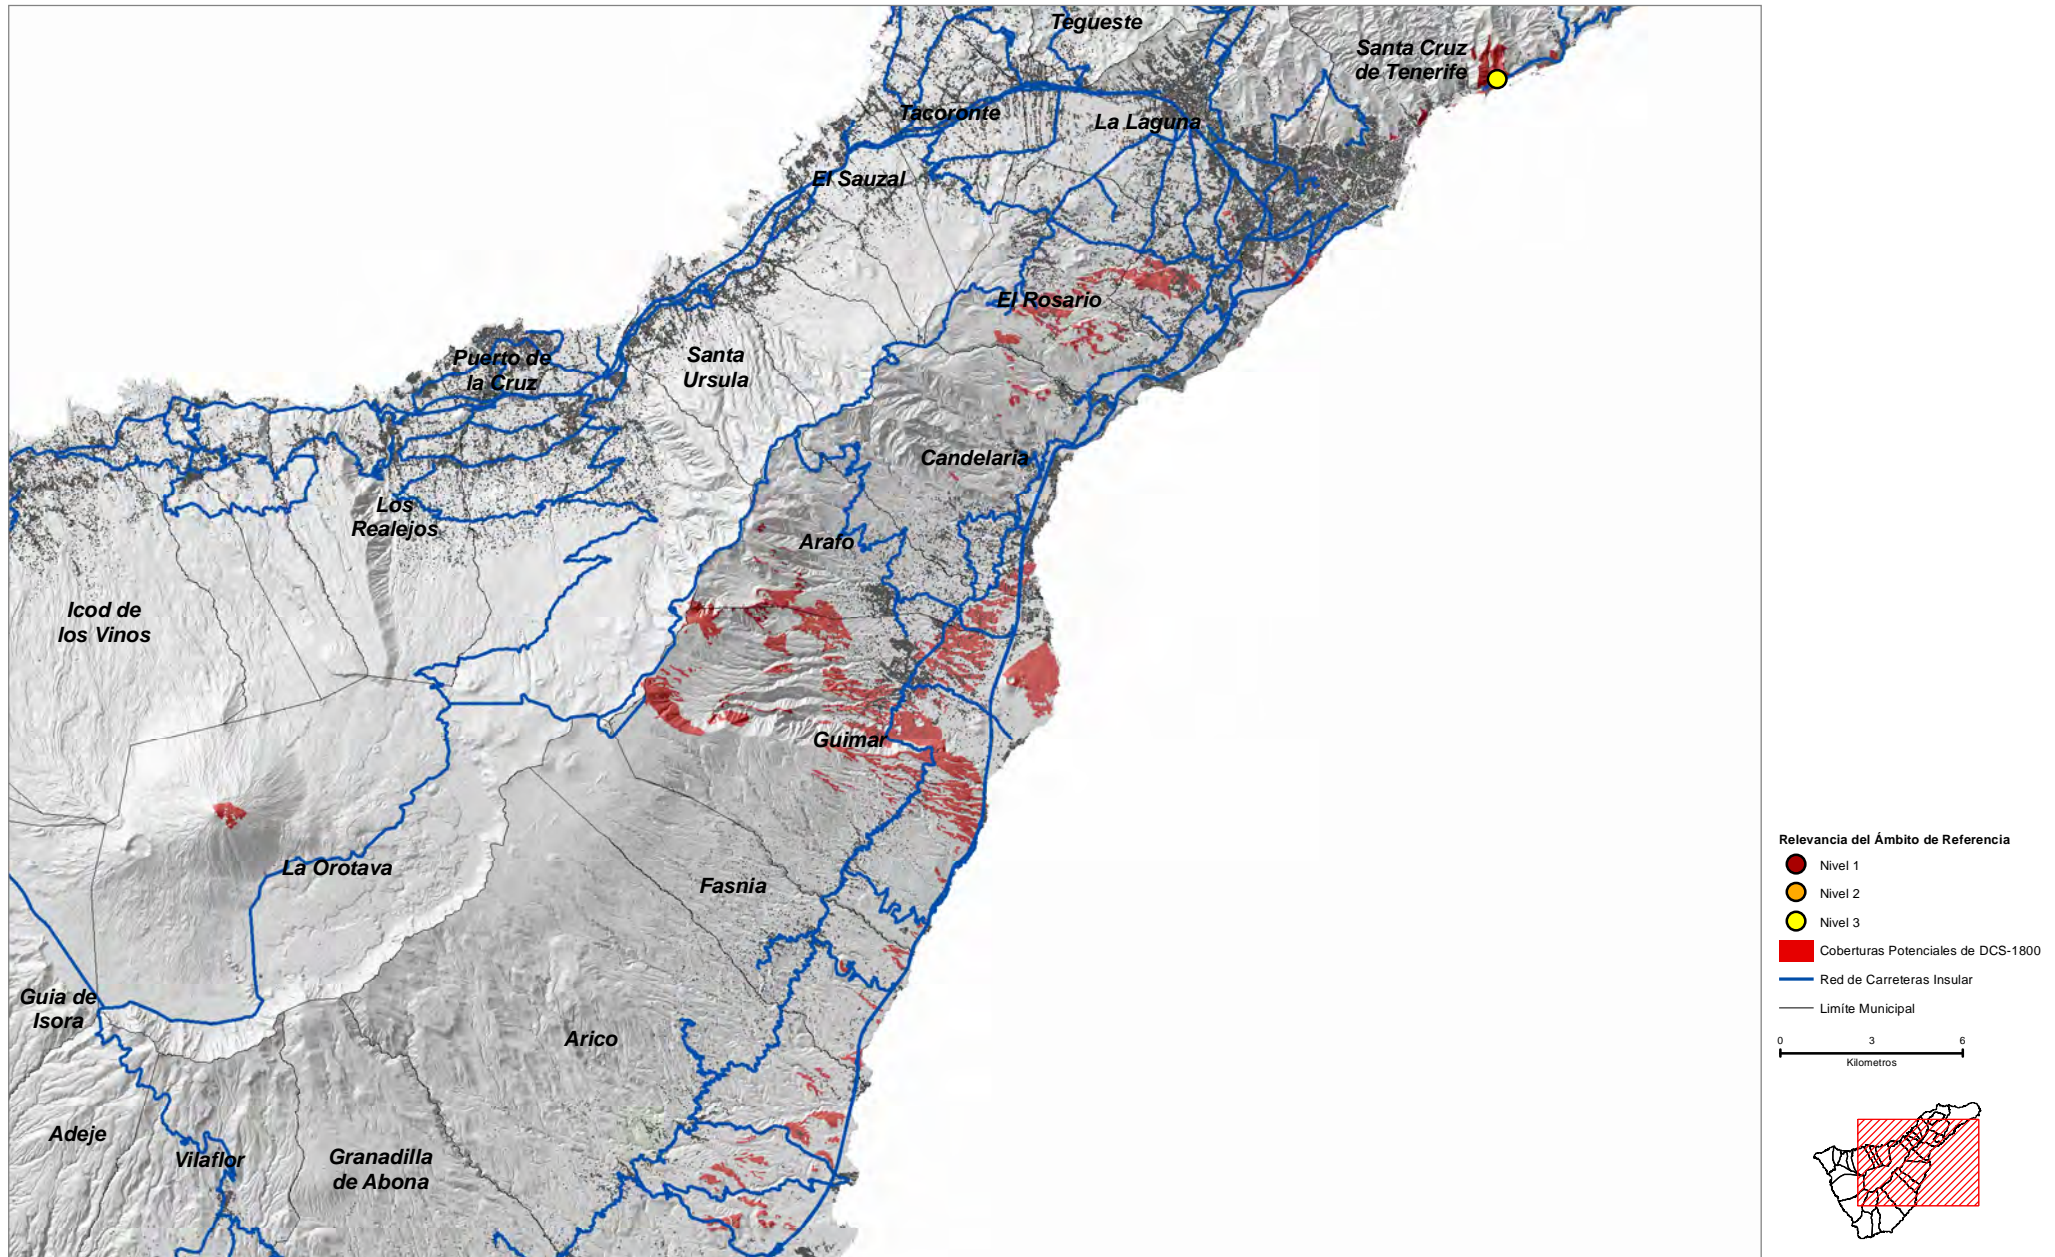 Tegueste
Santa Cruz
de Tenerife
Tacoronte
La Laguna
El Sauzal
El Rosario
Puerto de
la Cruz
Santa
Ursula
Candelaria
Los
Realejos
Arafo
Icod de
los Vinos
Guimar
La Orotava
Fasnia
Guia de
Isora
Arico
Adeje
Vilaflor
Granadilla
de Abona
Relevancia del Ámbito de Referencia
Nivel 1
Nivel 2
Nivel 3
Coberturas Potenciales de DCS-1800
Red de Carreteras Insular
Limíte Municipal
0 3 6
Kilometros